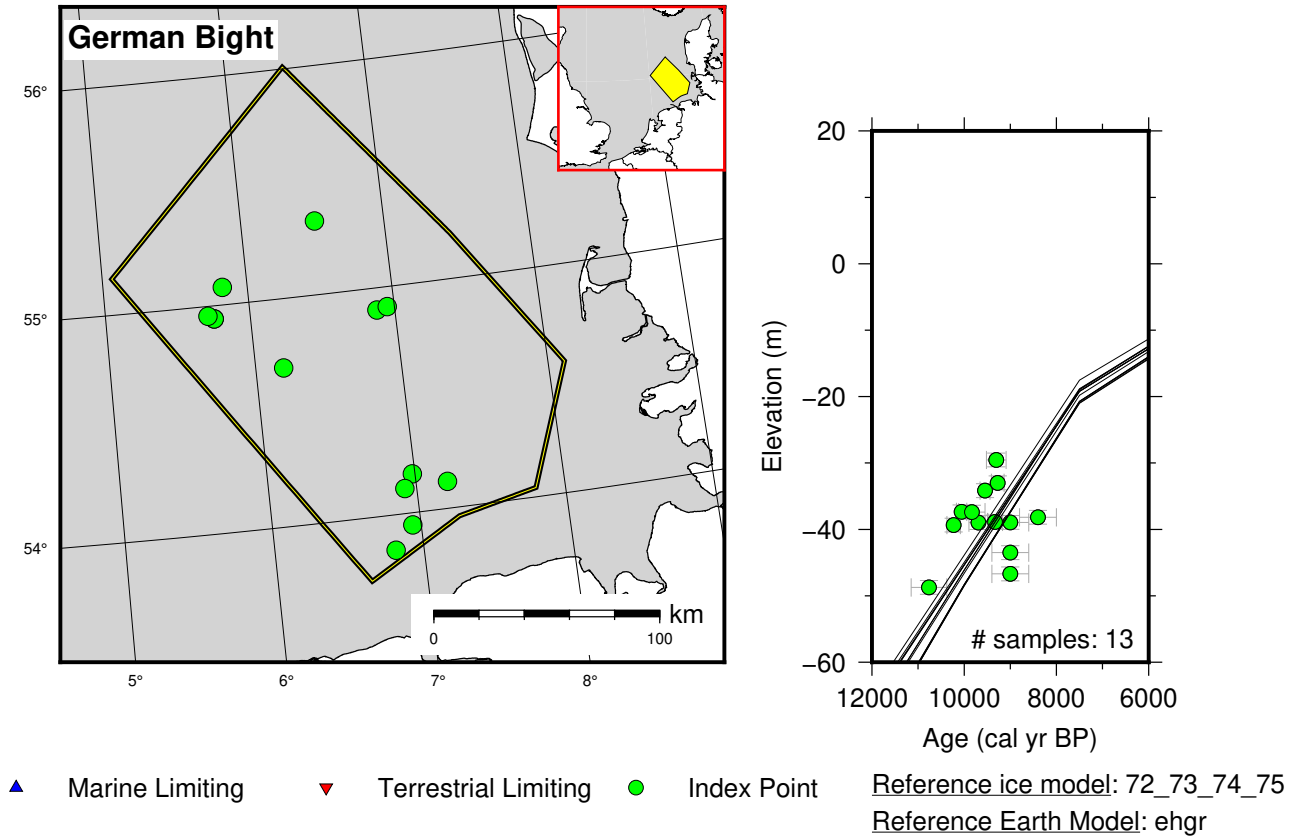 German Bight
56°
55°
54°
5°
6°
7°
8°
km
0
100
20
0
−20
−40
−60
Elevation (m)
# samples: 13
12000
10000
8000
6000
Age (cal yr BP)
Marine Limiting
Terrestrial Limiting
Index Point
Reference ice model: 72_73_74_75
Reference Earth Model: ehgr